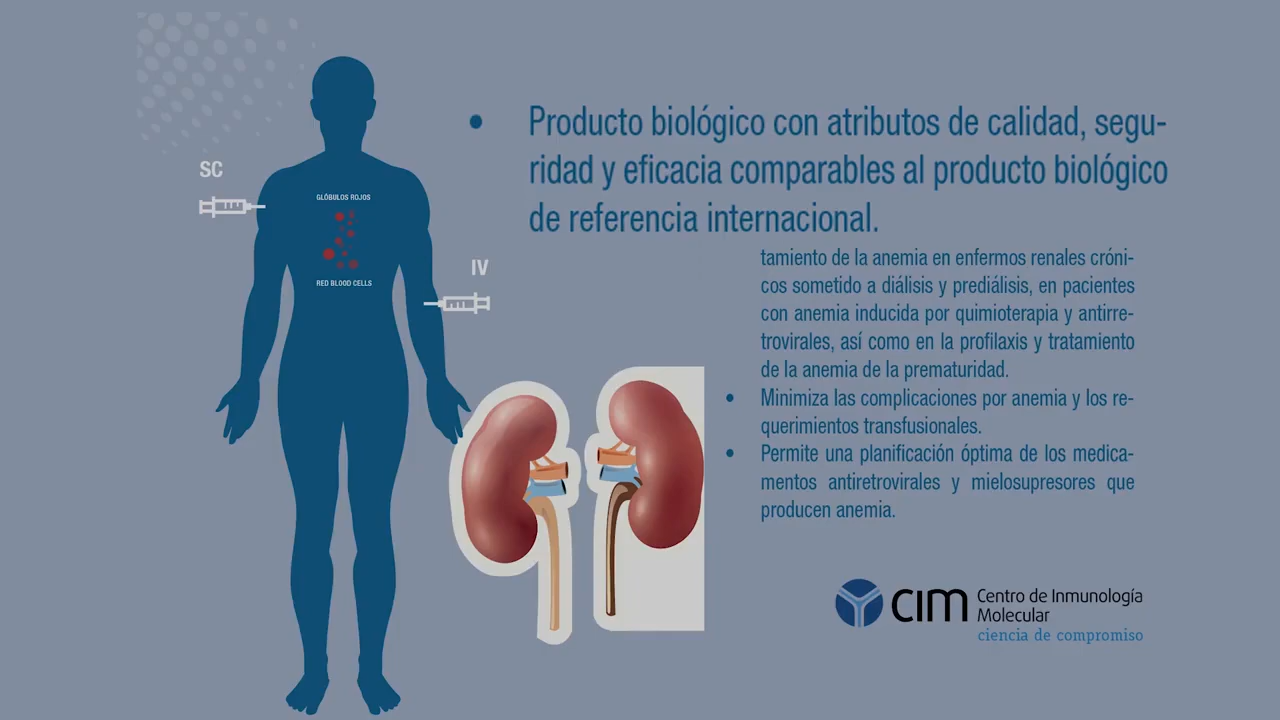 SC
GLÓBULOS ROJOS
RED BLOOD CELLS
IV
• Producto biológico con atributos de calidad, segu-
ridad y eficacia comparables al producto biológico
de referencia internacional.
tamiento de la anemia en enfermos renales cróni-
cos sometido a diálisis y prediálisis, en pacientes
con anemia inducida por quimioterapia y antirre-
trovirales, así como en la profilaxis y tratamiento
de la anemia de la prematuridad.
• Minimiza las complicaciones por anemia y los re-
querimientos transfusionales.
• Permite una planificación óptima de los medica-
mentos antiretrovirales y mielosupresores que
producen anemia.
CIM Centro de Inmunología
Molecular
ciencia de compromiso